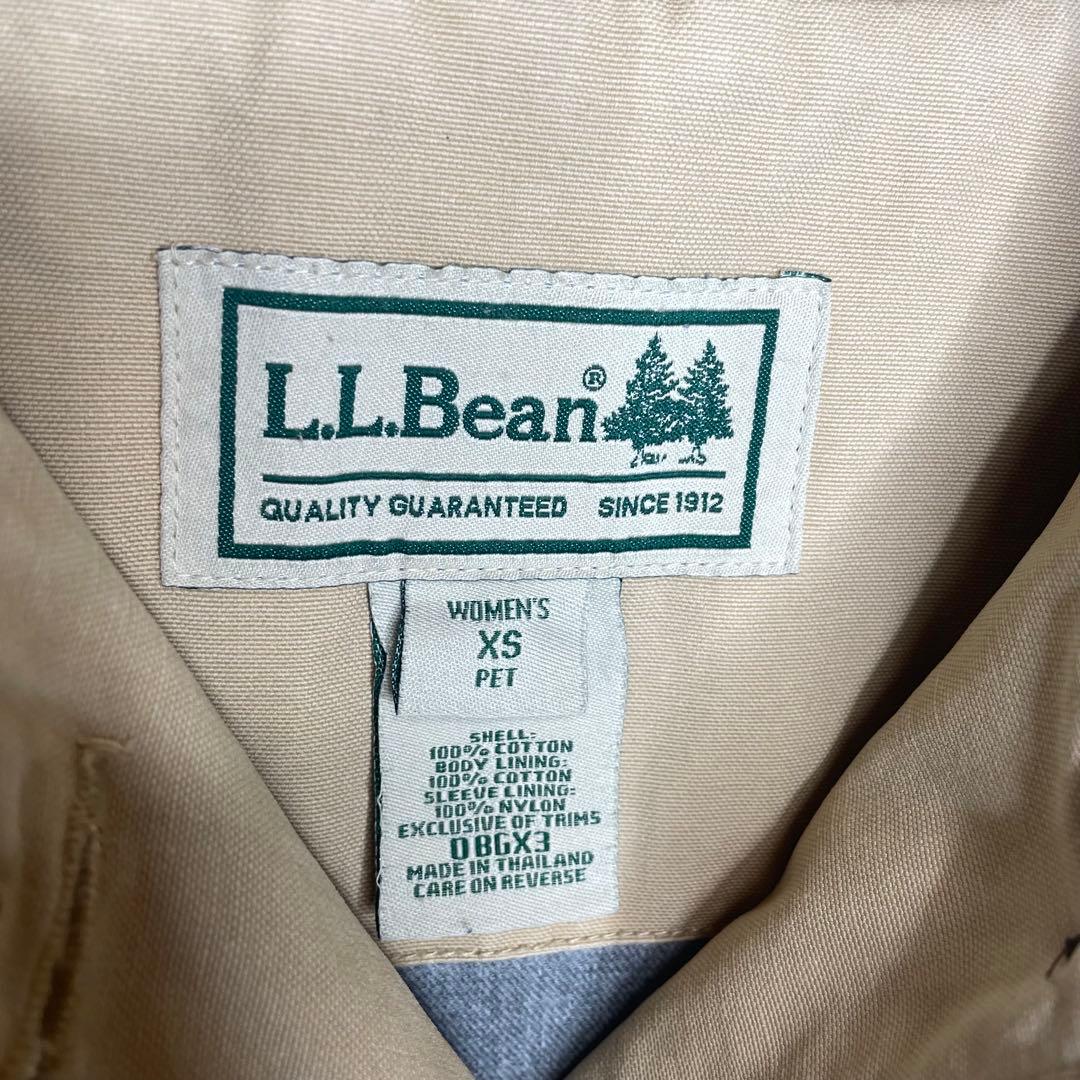 L.L.Bean®
QUALITY GUARANTEED SINCE 1912
WOMEN'S
XS
PET
SHELL:
100% COTTON
BODY LINING:
100% COTTON
SLEEVE LINING:
100% NYLON
EXCLUSIVE OF TRIMS
0BGX3
MADE IN THAILAND
CARE ON REVERSE